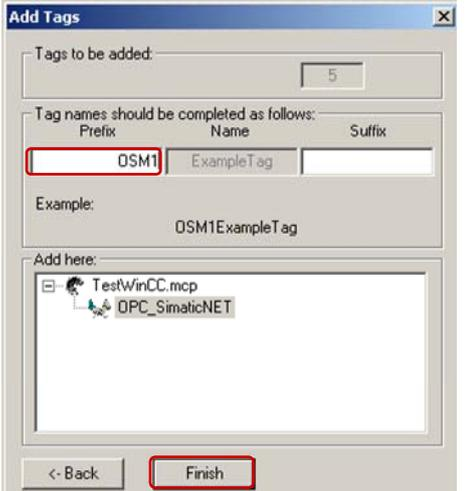 Add Tags
Tags to be added:
5
Tag names should be completed as follows:
Prefix Name Suffix
OSM1 ExampleTag
Example:
OSM1ExampleTag
Add here:
TestWinCC.mcp
OPC_SimaticNET
<- Back Finish